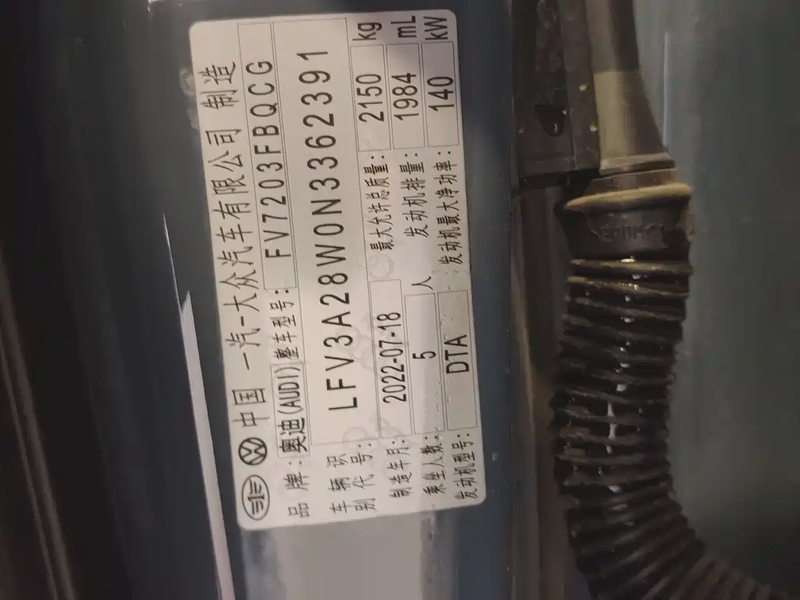 中国 一汽-大众汽车有限公司 制造
品牌: 奥迪(AUDI) 整车型号: FV7203FBQCG
车辆识别代号: LFV3A28W0N3362391
制造年月: 2022-07-18 最大允许总质量: 2150 kg
乘坐人数: 5 人 发动机排量: 1984 mL
发动机型号: DTA 发动机最大净功率: 140 kW